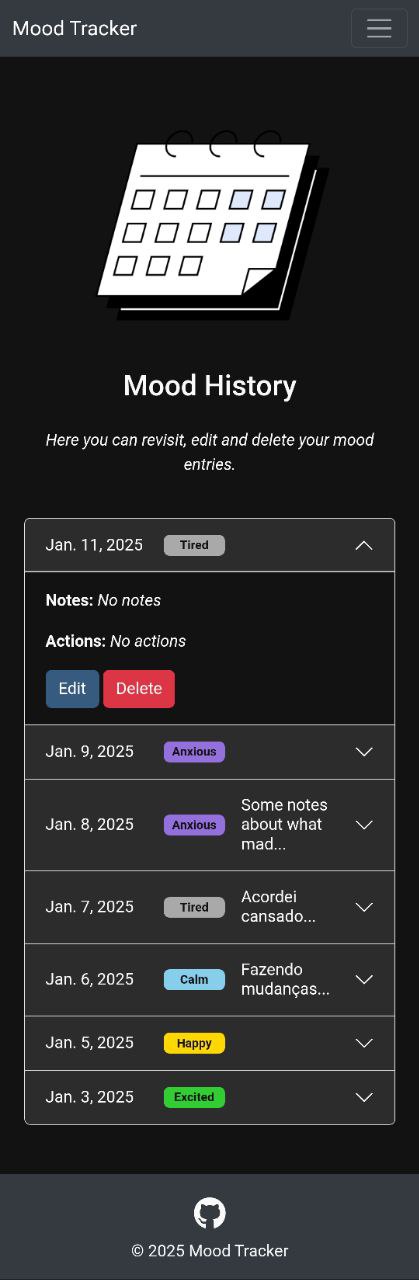 Mood Tracker
Mood History
Here you can revisit, edit and delete your mood
entries.
Jan. 11, 2025 Tired
Notes: No notes
Actions: No actions
Edit Delete
Jan. 9, 2025 Anxious
Jan. 8, 2025 Anxious Some notes
about what
mad...
Jan. 7, 2025 Tired Acordei
cansado...
Jan. 6, 2025 Calm Fazendo
mudanças...
Jan. 5, 2025 Happy
Jan. 3, 2025 Excited
© 2025 Mood Tracker